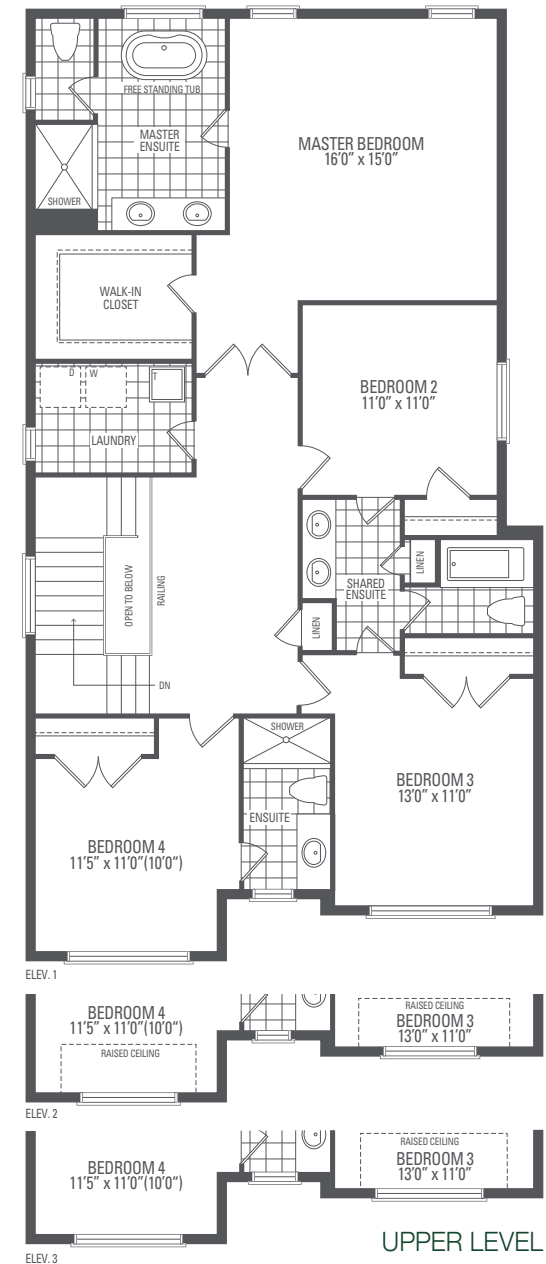 FREE STANDING TUB
MASTER
ENSUITE
MASTER BEDROOM
16'0" x 15'0"
SHOWER
WALK-IN
CLOSET
D W
T
LAUNDRY
BEDROOM 2
11'0" x 11'0"
LINEN
SHARED
ENSUITE
OPEN TO BELOW
RAILING
LINEN
DN
SHOWER
ENSUITE
BEDROOM 3
13'0" x 11'0"
BEDROOM 4
11'5" x 11'0"(10'0")
ELEV. 1
BEDROOM 4
11'5" x 11'0"(10'0")
RAISED CEILING
RAISED CEILING
BEDROOM 3
13'0" x 11'0"
ELEV. 2
BEDROOM 4
11'5" x 11'0"(10'0")
RAISED CEILING
BEDROOM 3
13'0" x 11'0"
UPPER LEVEL
ELEV. 3